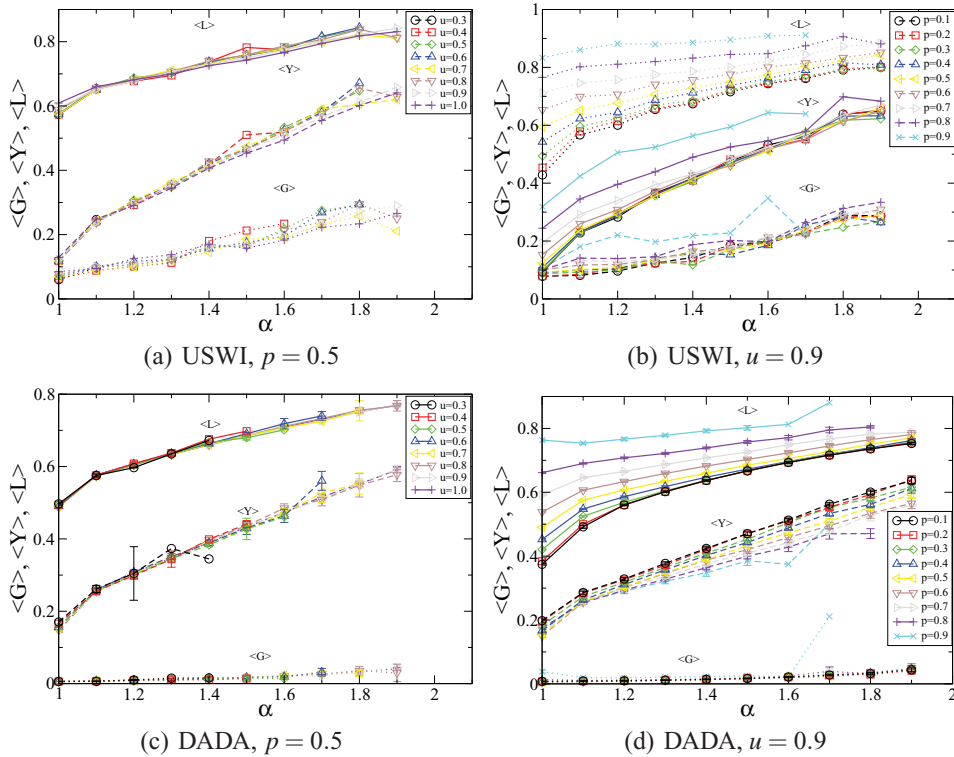 <G>, <Y>, <L>
0
0.2
0.4
0.6
0.8
1
1.2
1.4
1.6
1.8
2
α
<L>
<Y>
<G>
u=0.3
u=0.4
u=0.5
u=0.6
u=0.7
u=0.8
u=0.9
u=1.0
(a) USWI, p = 0.5
<G>, <Y>, <L>
0
0.2
0.4
0.6
0.8
1
1
1.2
1.4
1.6
1.8
2
α
<L>
<Y>
<G>
p=0.1
p=0.2
p=0.3
p=0.4
p=0.5
p=0.6
p=0.7
p=0.8
p=0.9
(b) USWI, u = 0.9
<G>, <Y>, <L>
0
0.2
0.4
0.6
0.8
1
1.2
1.4
1.6
1.8
2
α
<L>
<Y>
<G>
u=0.3
u=0.4
u=0.5
u=0.6
u=0.7
u=0.8
u=0.9
u=1.0
(c) DADA, p = 0.5
<G>, <Y>, <L>
0
0.2
0.4
0.6
0.8
1
1.2
1.4
1.6
1.8
2
α
<L>
<Y>
<G>
p=0.1
p=0.2
p=0.3
p=0.4
p=0.5
p=0.6
p=0.7
p=0.8
p=0.9
(d) DADA, u = 0.9